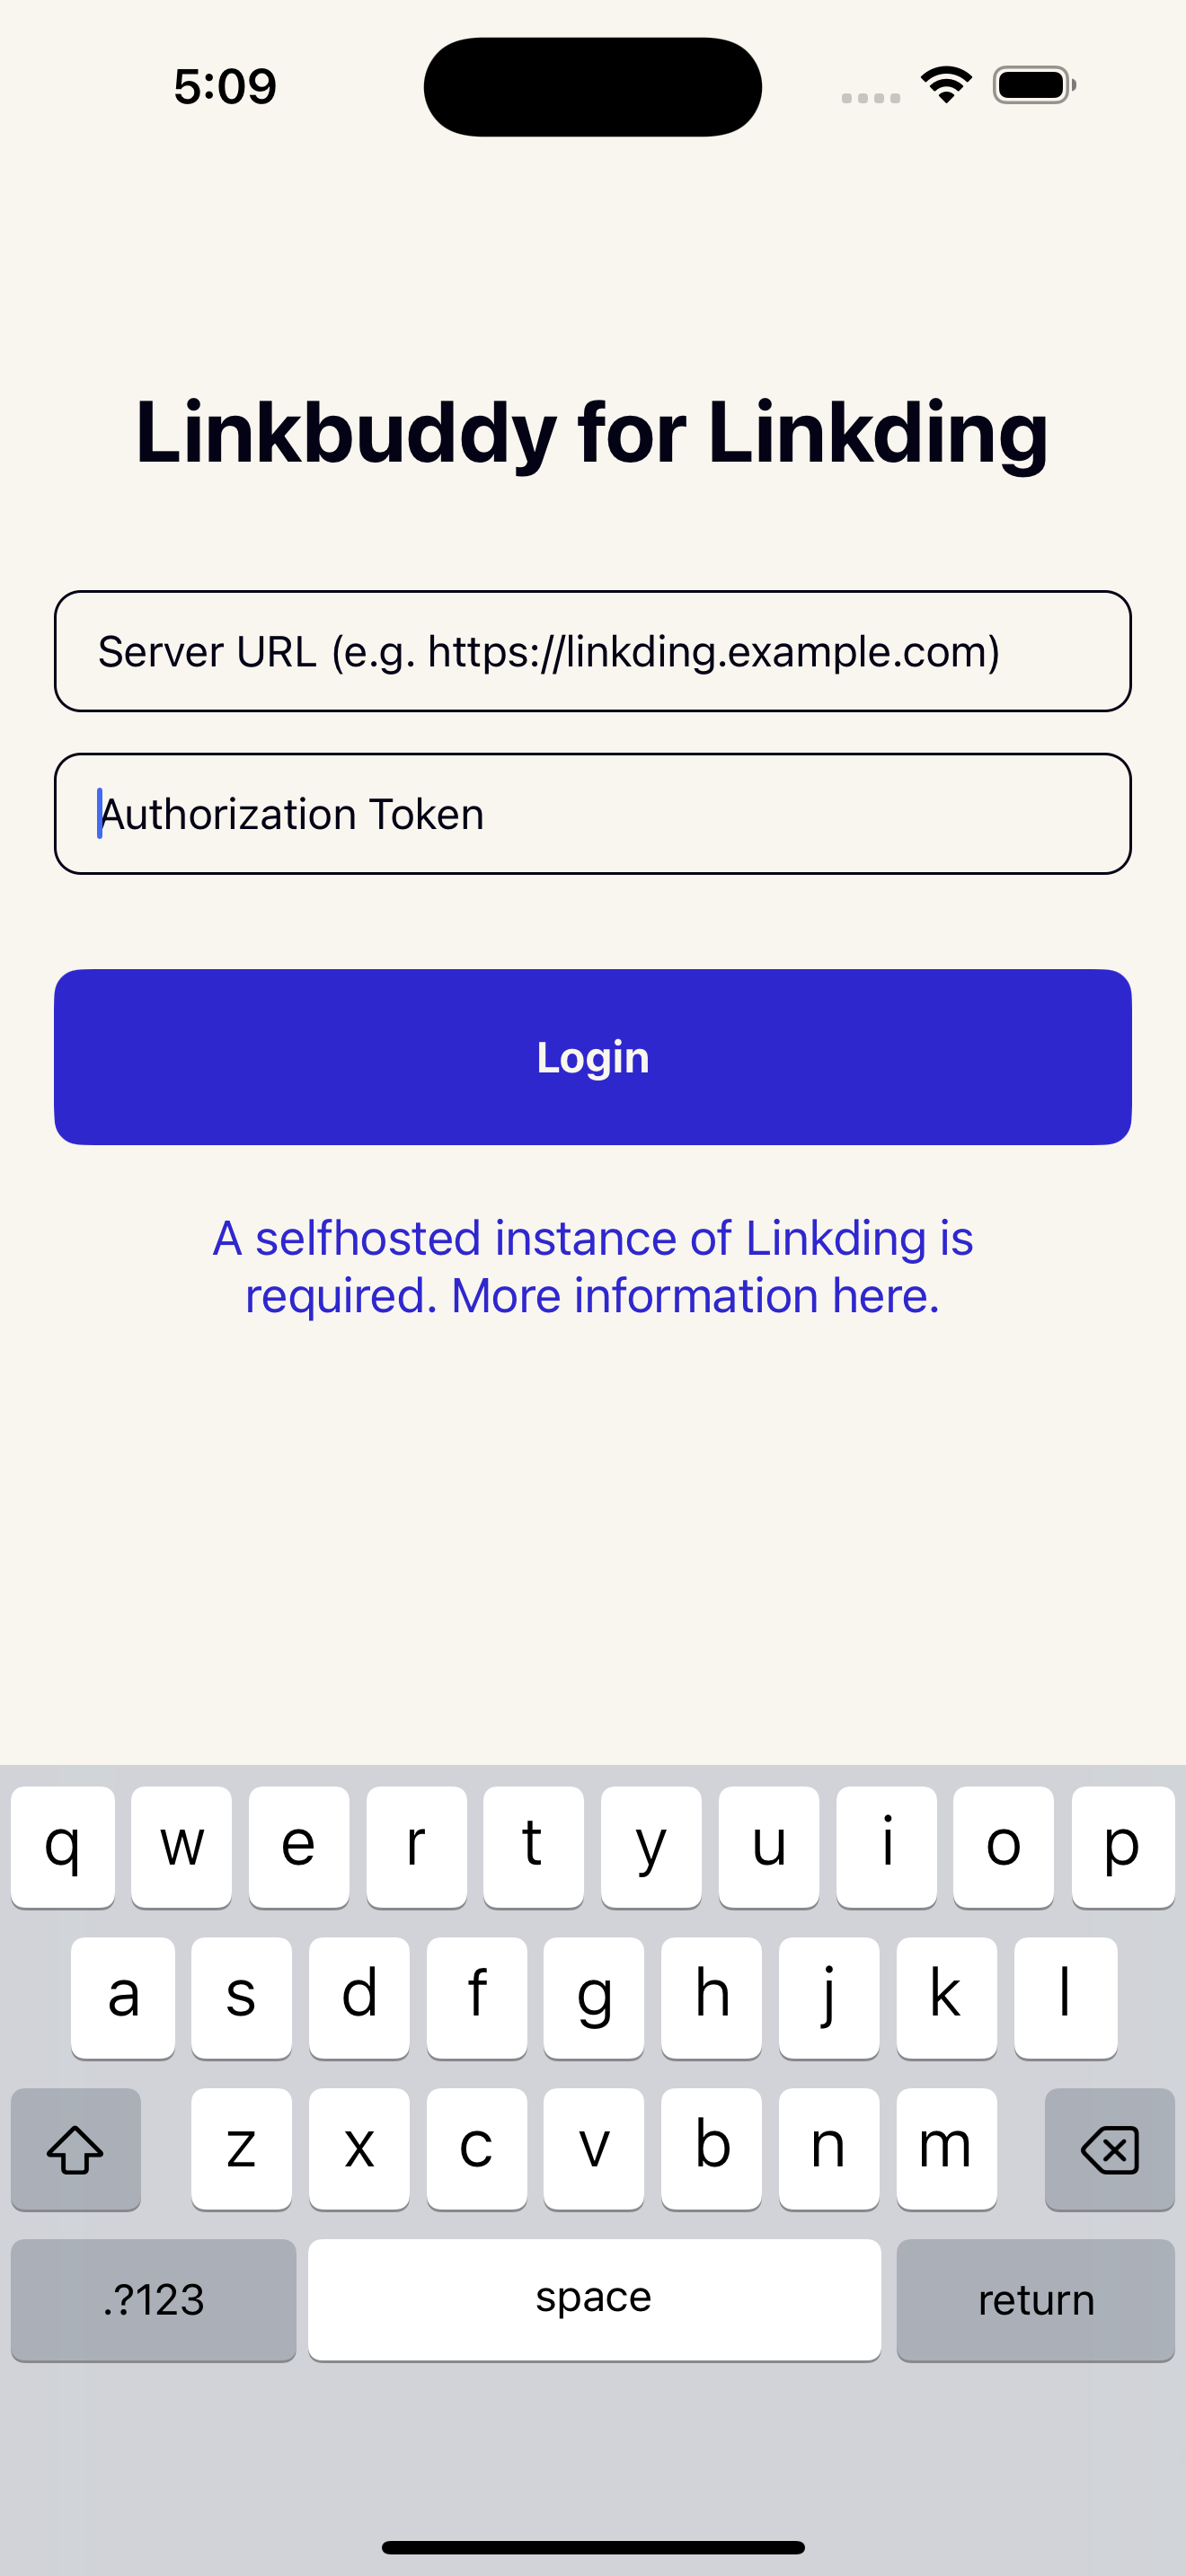 5:09
Linkbuddy for Linkding
Server URL (e.g. https://linkding.example.com)
Authorization Token
Login
A selfhosted instance of Linkding is
required. More information here.
q w e r t y u i o p
a s d f g h j k l
z x c v b n m
.?123 space return